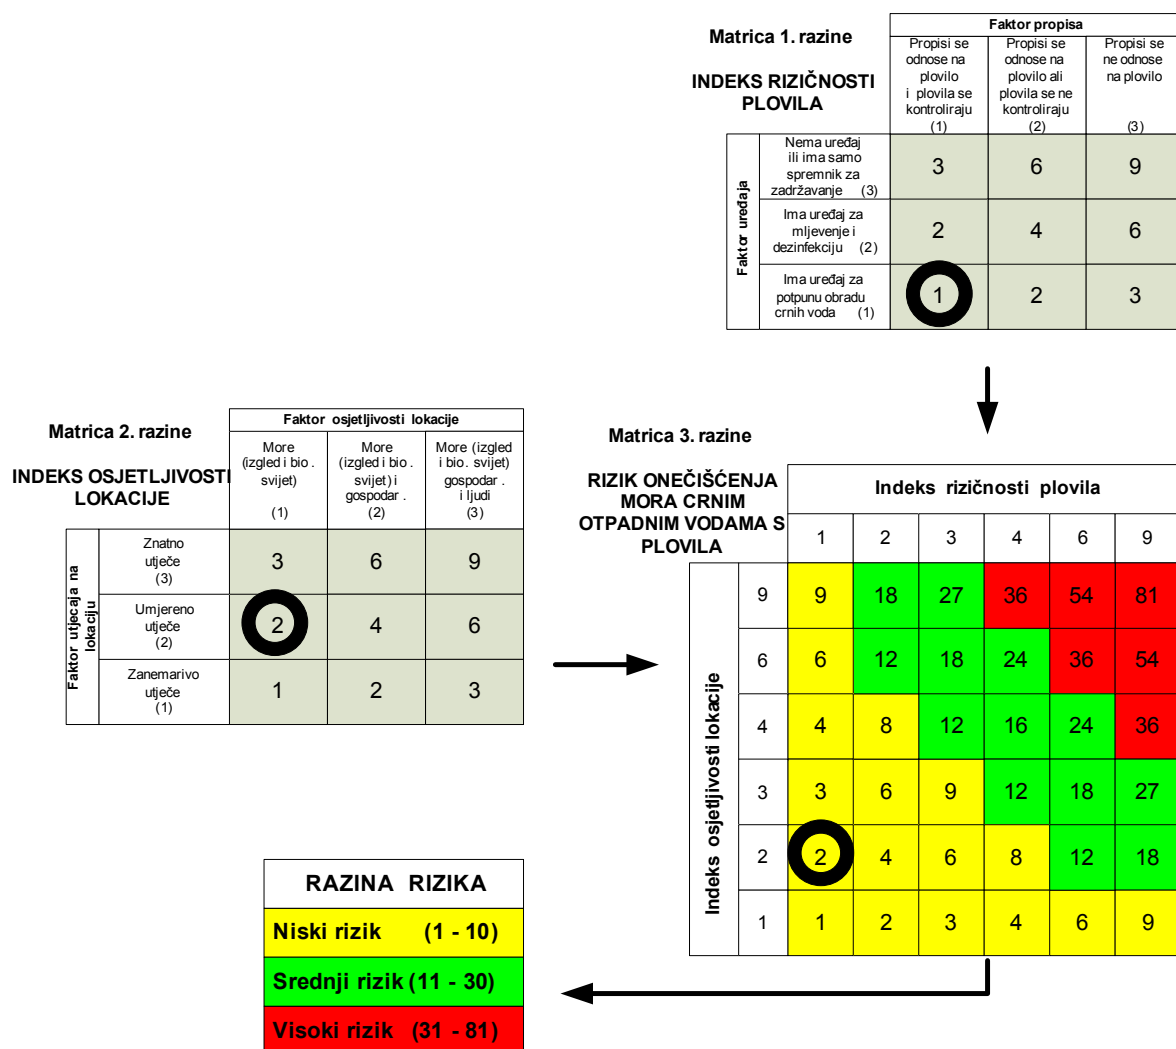 Matrica 1. razine
INDEKS RIZIČNOSTI
PLOVILA
Faktor propisa
Propisi se
odnose na
plovilo
i plovila se
kontroliraju
(1)
Propisi se
odnose na
plovilo ali
plovila se ne
kontroliraju
(2)
Propisi se
ne odnose
na plovilo
(3)
Faktor uređaja
Nema uređaj
ili ima samo
spremnik za
zadržavanje (3)
3 6 9
Ima uređaj za
mljevenje i
dezinfekciju (2)
2 4 6
Ima uređaj za
potpunu obradu
crnih voda (1)
1 2 3
Matrica 2. razine
INDEKS OSJETLJIVOSTI
LOKACIJE
Faktor osjetljivosti lokacije
More
(izgled i bio.
svijet)
(1)
More
(izgled i bio.
svijet) i
gospodar.
(2)
More (izgled
i bio. svijet)
gospodar.
i ljudi
(3)
Faktor utjecaja na
lokaciju
Znatno
utječe
(3)
3 6 9
Umjereno
utječe
(2)
2 4 6
Zanemarivo
utječe
(1)
1 2 3
Matrica 3. razine
RIZIK ONEČIŠĆENJA
MORA CRNIM
OTPADNIM VODAMA S
PLOVILA
Indeks rizičnosti plovila
1 2 3 4 6 9
Indeks osjetljivosti lokacije
9 9 18 27 36 54 81
6 6 12 18 24 36 54
4 4 8 12 16 24 36
3 3 6 9 12 18 27
2 2 4 6 8 12 18
1 1 2 3 4 6 9
RAZINA RIZIKA
Niski rizik (1 - 10)
Srednji rizik (11 - 30)
Visoki rizik (31 - 81)